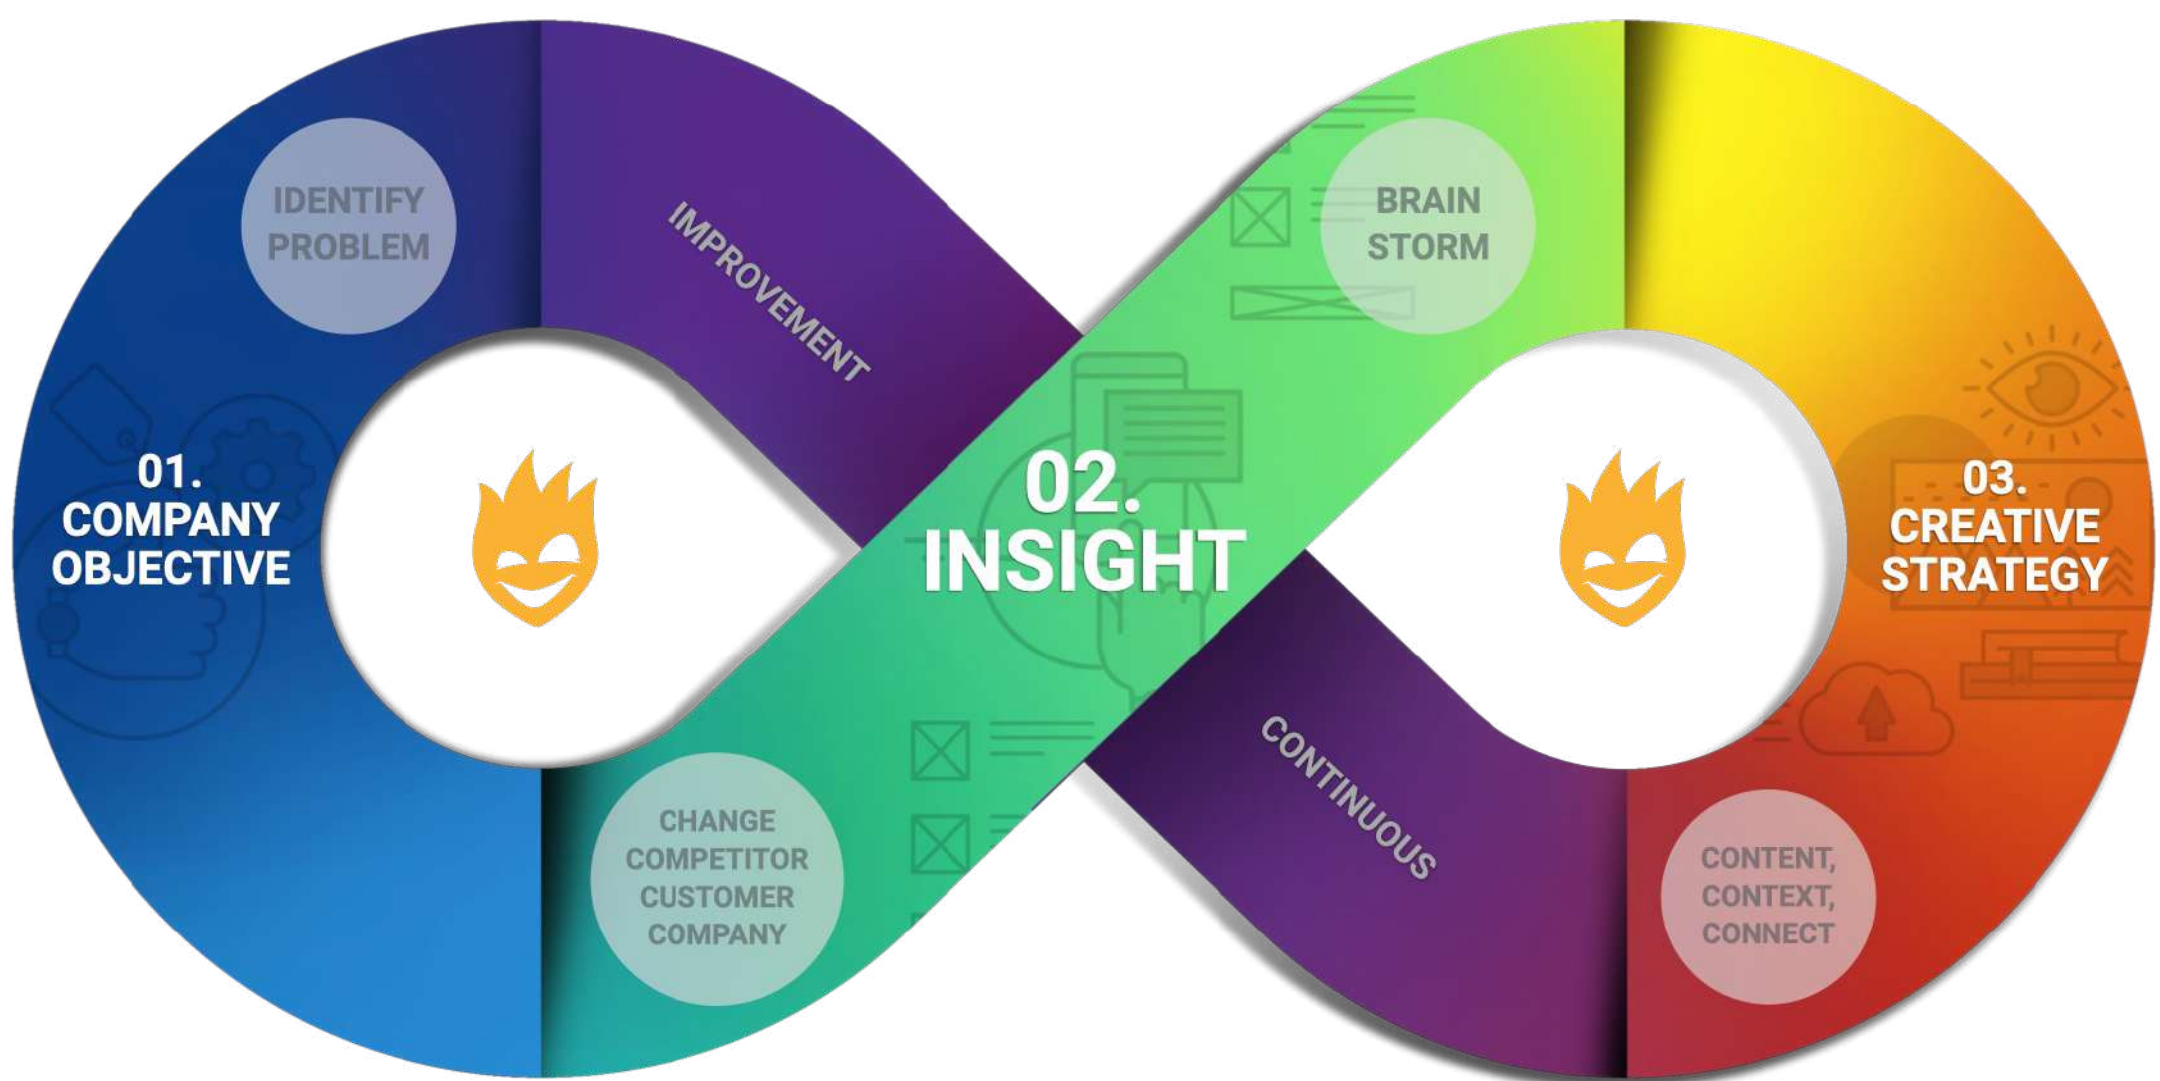 IDENTIFY
PROBLEM
01.
COMPANY
OBJECTIVE
CHANGE
COMPETITOR
CUSTOMER
COMPANY
02.
INSIGHT
BRAIN
STORM
03.
CREATIVE
STRATEGY
CONTENT,
CONTEXT,
CONNECT
CONTINUOUS
IMPROVEMENT